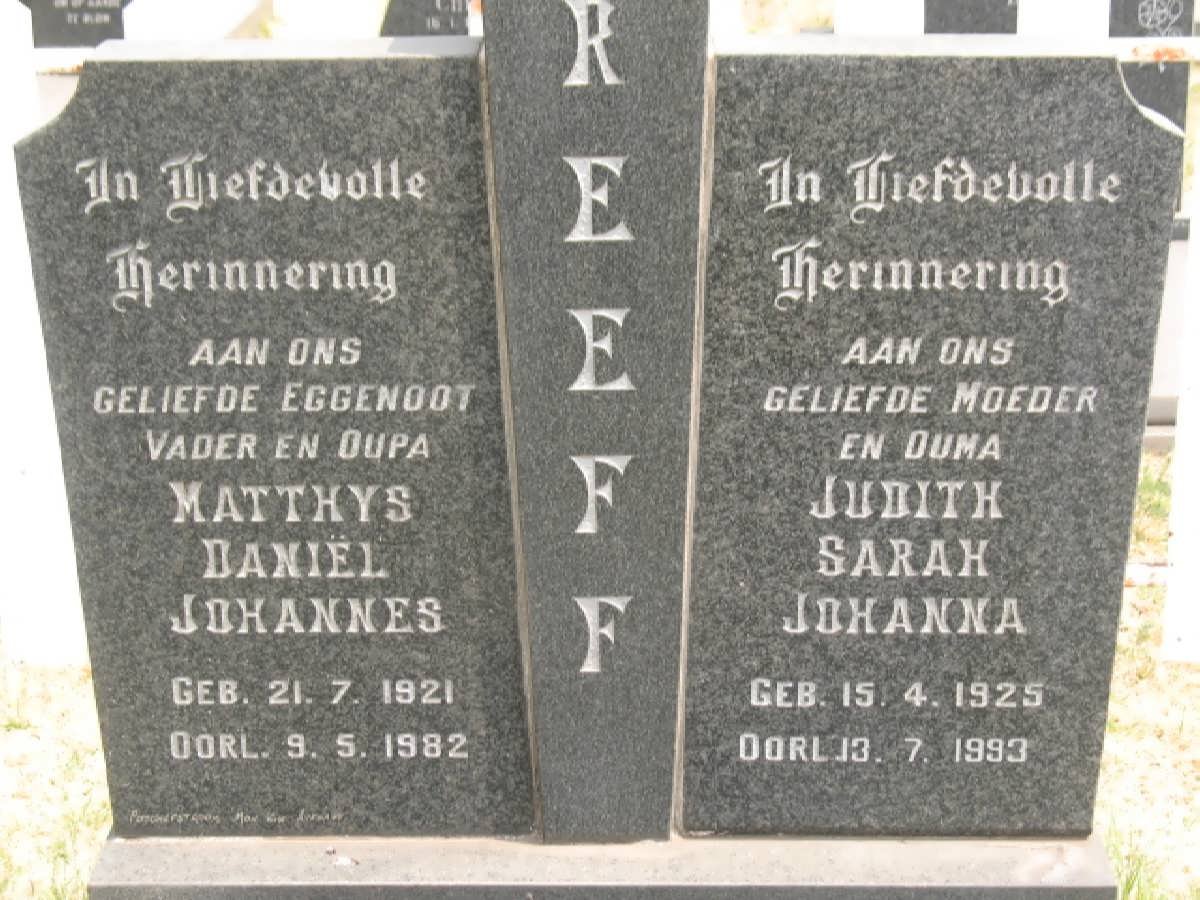 In Liefdevolle
Herinnering
AAN ONS
GELIEFDE EGGENOOT
VADER EN OUPA
MATTHYS
DANIËL
JOHANNES
GEB. 21. 7. 1921
OORL. 9. 5. 1982
POTCHEFSTROOM
R
E
E
F
F
In Liefdevolle
Herinnering
AAN ONS
GELIEFDE MOEDER
EN OUMA
JUDITH
SARAH
JOHANNA
GEB. 15. 4. 1925
OORL.13. 7. 1993